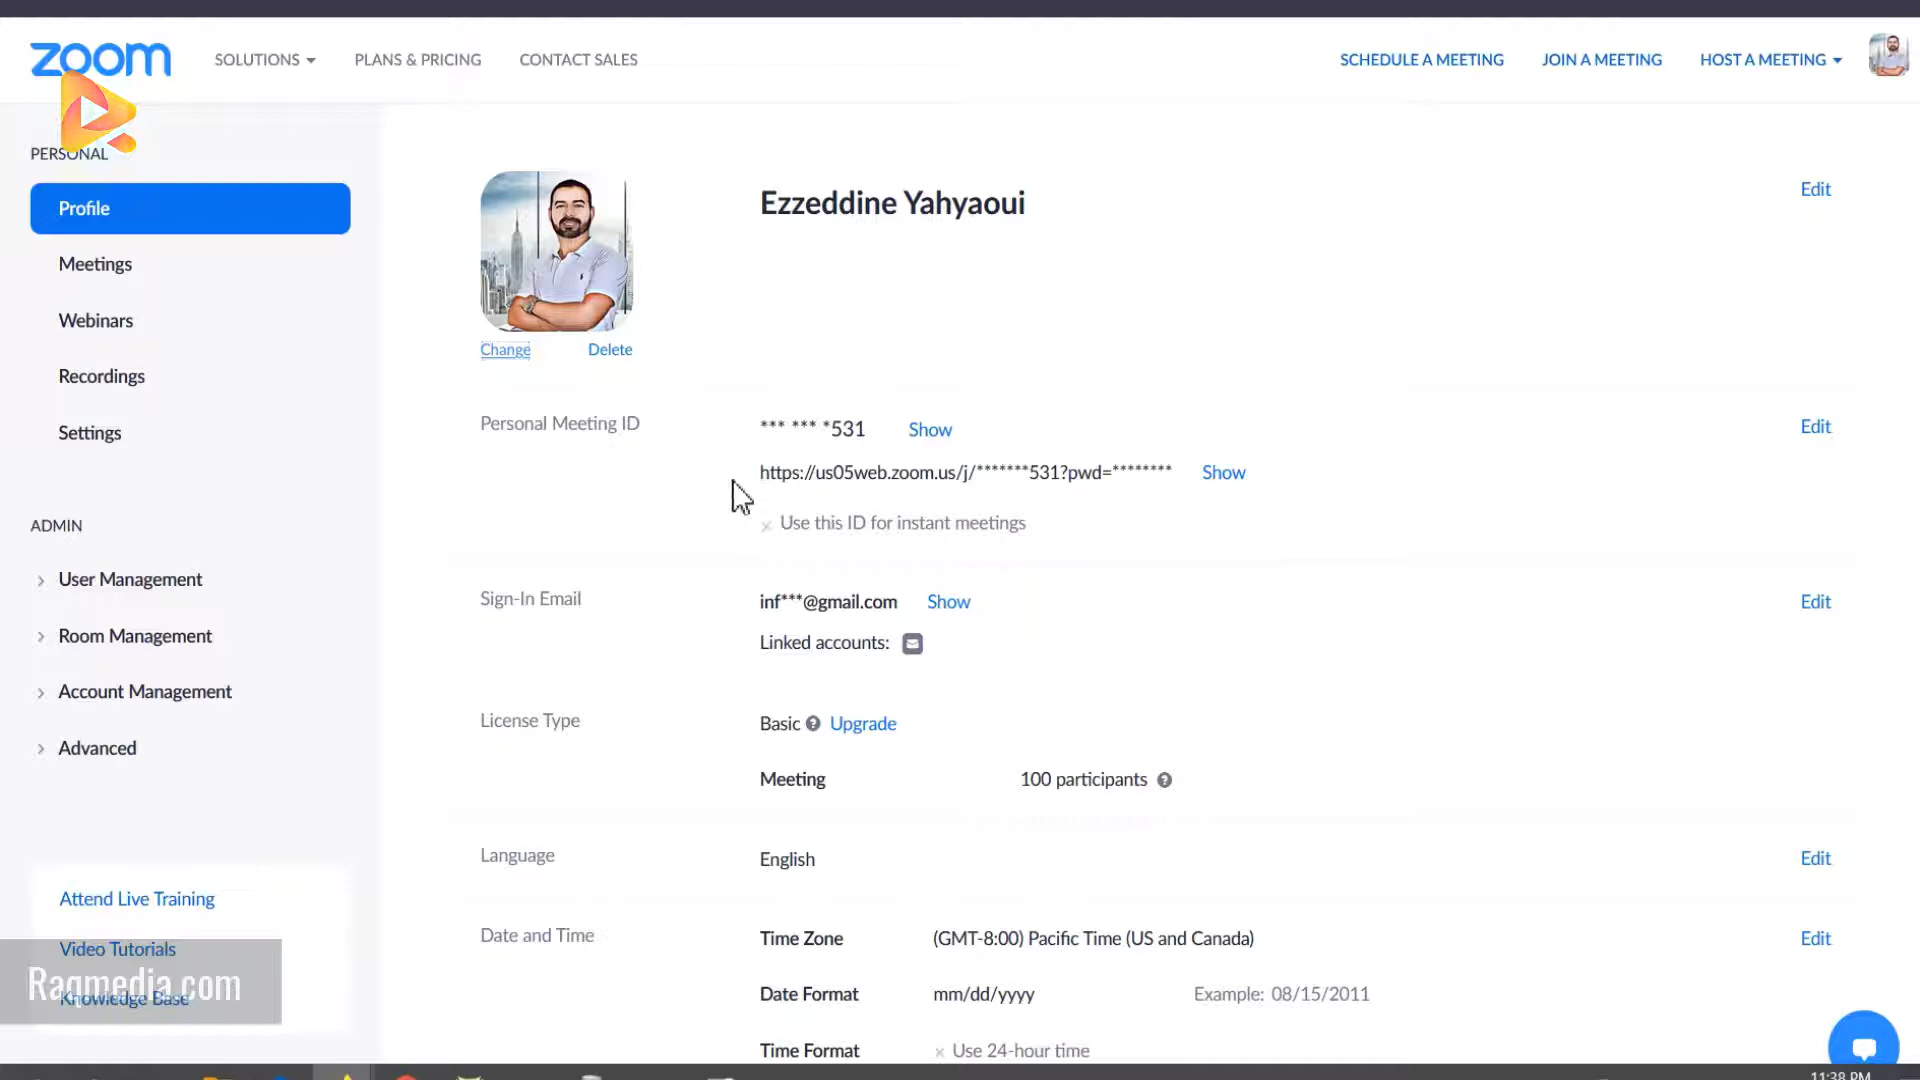 zoom
SOLUTIONS
PLANS & PRICING
CONTACT SALES
SCHEDULE A MEETING
JOIN A MEETING
HOST A MEETING
PERSONAL
Profile
Meetings
Webinars
Recordings
Settings
ADMIN
User Management
Room Management
Account Management
Advanced
Attend Live Training
Video Tutorials
Knowledge Base
Raqmedia.com
Ezzeddine Yahyaoui
Edit
Change
Delete
Personal Meeting ID
*** *** *531 Show
Edit
https://us05web.zoom.us/j/*******531?pwd=******** Show
× Use this ID for instant meetings
Sign-In Email
inf***@gmail.com Show
Edit
Linked accounts:
License Type
Basic Upgrade
Meeting 100 participants
Language
English
Edit
Date and Time
Time Zone (GMT-8:00) Pacific Time (US and Canada)
Edit
Date Format mm/dd/yyyy Example: 08/15/2011
Time Format × Use 24-hour time
11:38 PM